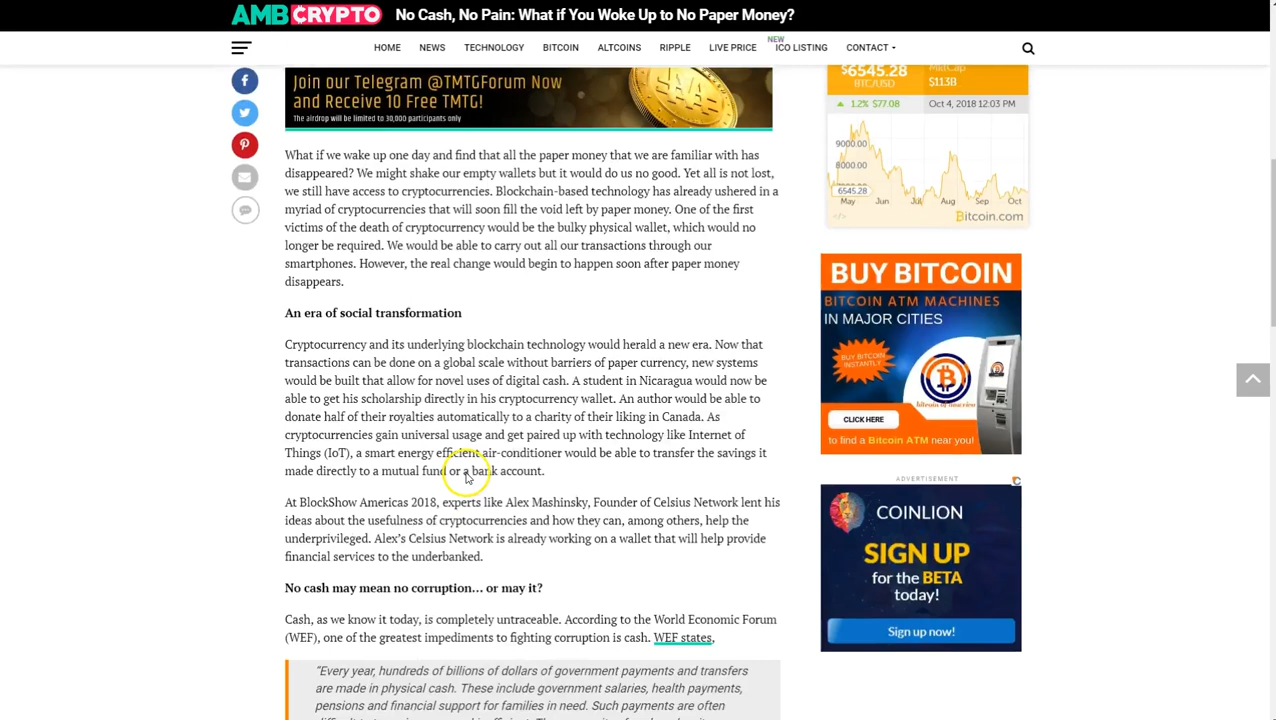 AMBCRYPTO No Cash, No Pain: What if You Woke Up to No Paper Money?
HOME NEWS TECHNOLOGY BITCOIN ALTCOINS RIPPLE LIVE PRICE NEW ICO LISTING CONTACT
Join our Telegram @TMTGForum Now
and Receive 10 Free TMTG!
The airdrop will be limited to 30,000 participants only
What if we wake up one day and find that all the paper money that we are familiar with has
disappeared? We might shake our empty wallets but it would do us no good. Yet all is not lost,
we still have access to cryptocurrencies. Blockchain-based technology has already ushered in a
myriad of cryptocurrencies that will soon fill the void left by paper money. One of the first
victims of the death of cryptocurrency would be the bulky physical wallet, which would no
longer be required. We would be able to carry out all our transactions through our
smartphones. However, the real change would begin to happen soon after paper money
disappears.
An era of social transformation
Cryptocurrency and its underlying blockchain technology would herald a new era. Now that
transactions can be done on a global scale without barriers of paper currency, new systems
would be built that allow for novel uses of digital cash. A student in Nicaragua would now be
able to get his scholarship directly in his cryptocurrency wallet. An author would be able to
donate half of their royalties automatically to a charity of their liking in Canada. As
cryptocurrencies gain universal usage and get paired up with technology like Internet of
Things (IoT), a smart energy efficient air-conditioner would be able to transfer the savings it
made directly to a mutual fund or a bank account.
At BlockShow Americas 2018, experts like Alex Mashinsky, Founder of Celsius Network lent his
ideas about the usefulness of cryptocurrencies and how they can, among others, help the
underprivileged. Alex’s Celsius Network is already working on a wallet that will help provide
financial services to the underbanked.
No cash may mean no corruption… or may it?
Cash, as we know it today, is completely untraceable. According to the World Economic Forum
(WEF), one of the greatest impediments to fighting corruption is cash. WEF states,
“Every year, hundreds of billions of dollars of government payments and transfers
are made in physical cash. These include government salaries, health payments,
pensions and financial support for families in need. Such payments are often
$6545.28
BTC/USD
MktCap
$113B
1.2% $77.08 Oct 4, 2018 12:03 PM
9000.00
8000.00
6545.28
May Jun Jul Aug Sep Oct
</> Bitcoin.com
BUY BITCOIN
BITCOIN ATM MACHINES
IN MAJOR CITIES
BUY BITCOIN
INSTANTLY
CLICK HERE
to find a Bitcoin ATM near you!
ADVERTISEMENT
COINLION
SIGN UP
for the BETA
today!
Sign up now!